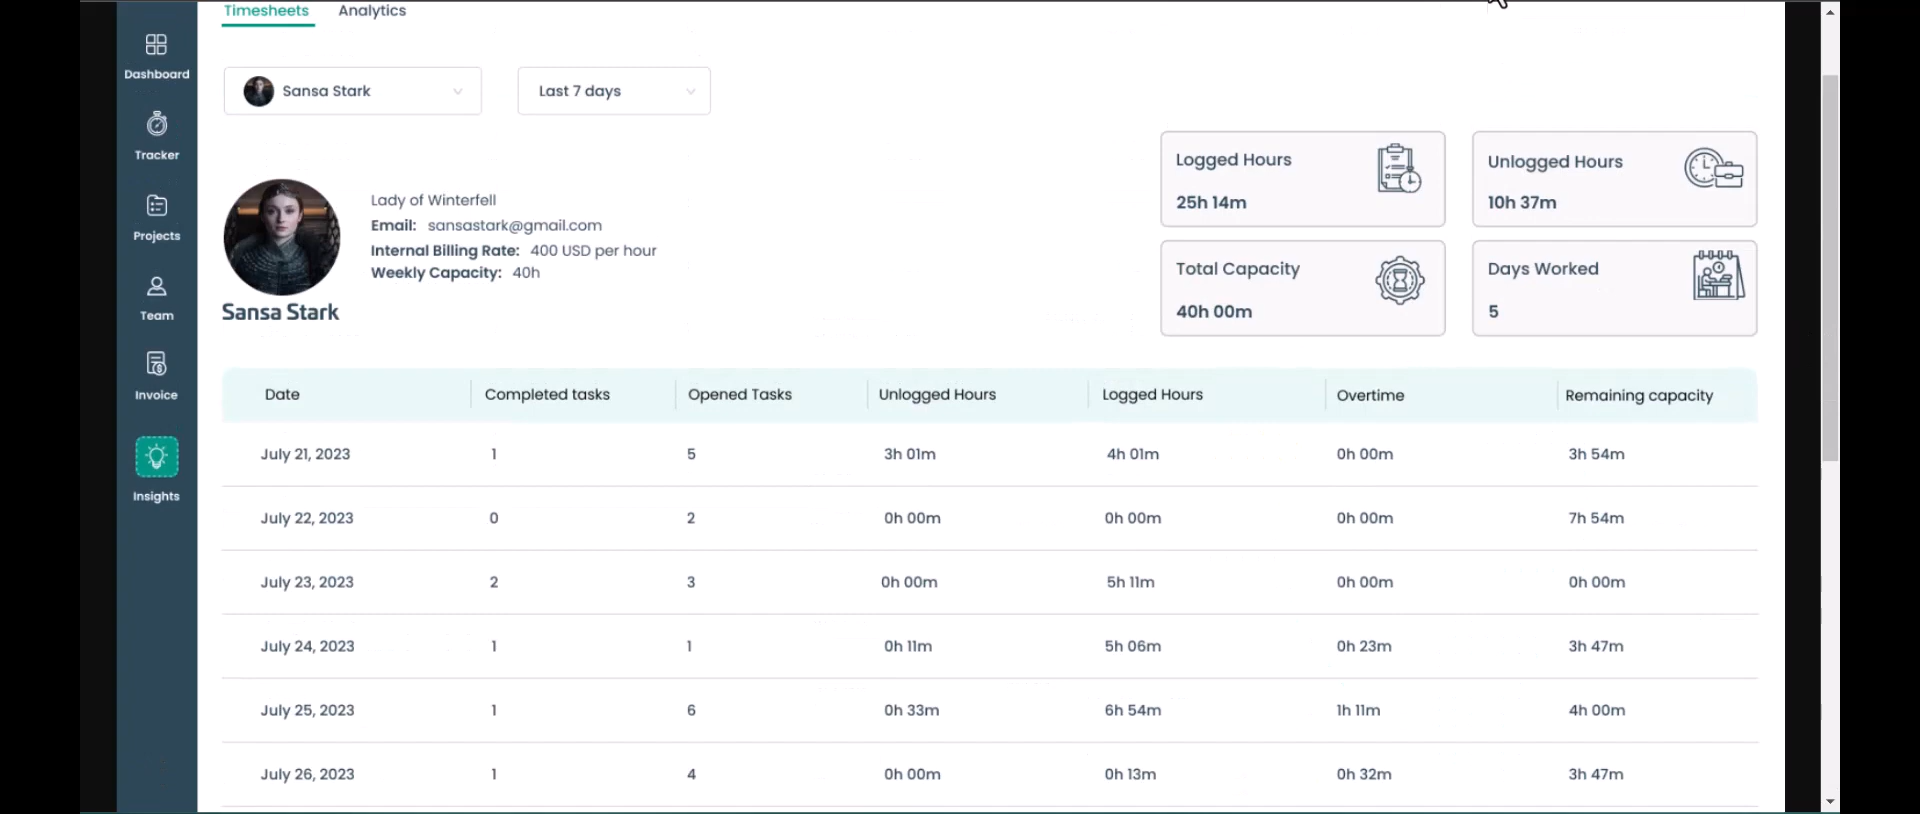 Timesheets Analytics
Dashboard
Tracker
Projects
Team
Invoice
Insights
Sansa Stark Last 7 days
Lady of Winterfell
Email: sansastark@gmail.com
Internal Billing Rate: 400 USD per hour
Weekly Capacity: 40h
Sansa Stark
Logged Hours
25h 14m
Unlogged Hours
10h 37m
Total Capacity
40h 00m
Days Worked
5
Date Completed tasks Opened Tasks Unlogged Hours Logged Hours Overtime Remaining capacity
July 21, 2023 1 5 3h 01m 4h 01m 0h 00m 3h 54m
July 22, 2023 0 2 0h 00m 0h 00m 0h 00m 7h 54m
July 23, 2023 2 3 0h 00m 5h 11m 0h 00m 0h 00m
July 24, 2023 1 1 0h 11m 5h 06m 0h 23m 3h 47m
July 25, 2023 1 6 0h 33m 6h 54m 1h 11m 4h 00m
July 26, 2023 1 4 0h 00m 0h 13m 0h 32m 3h 47m